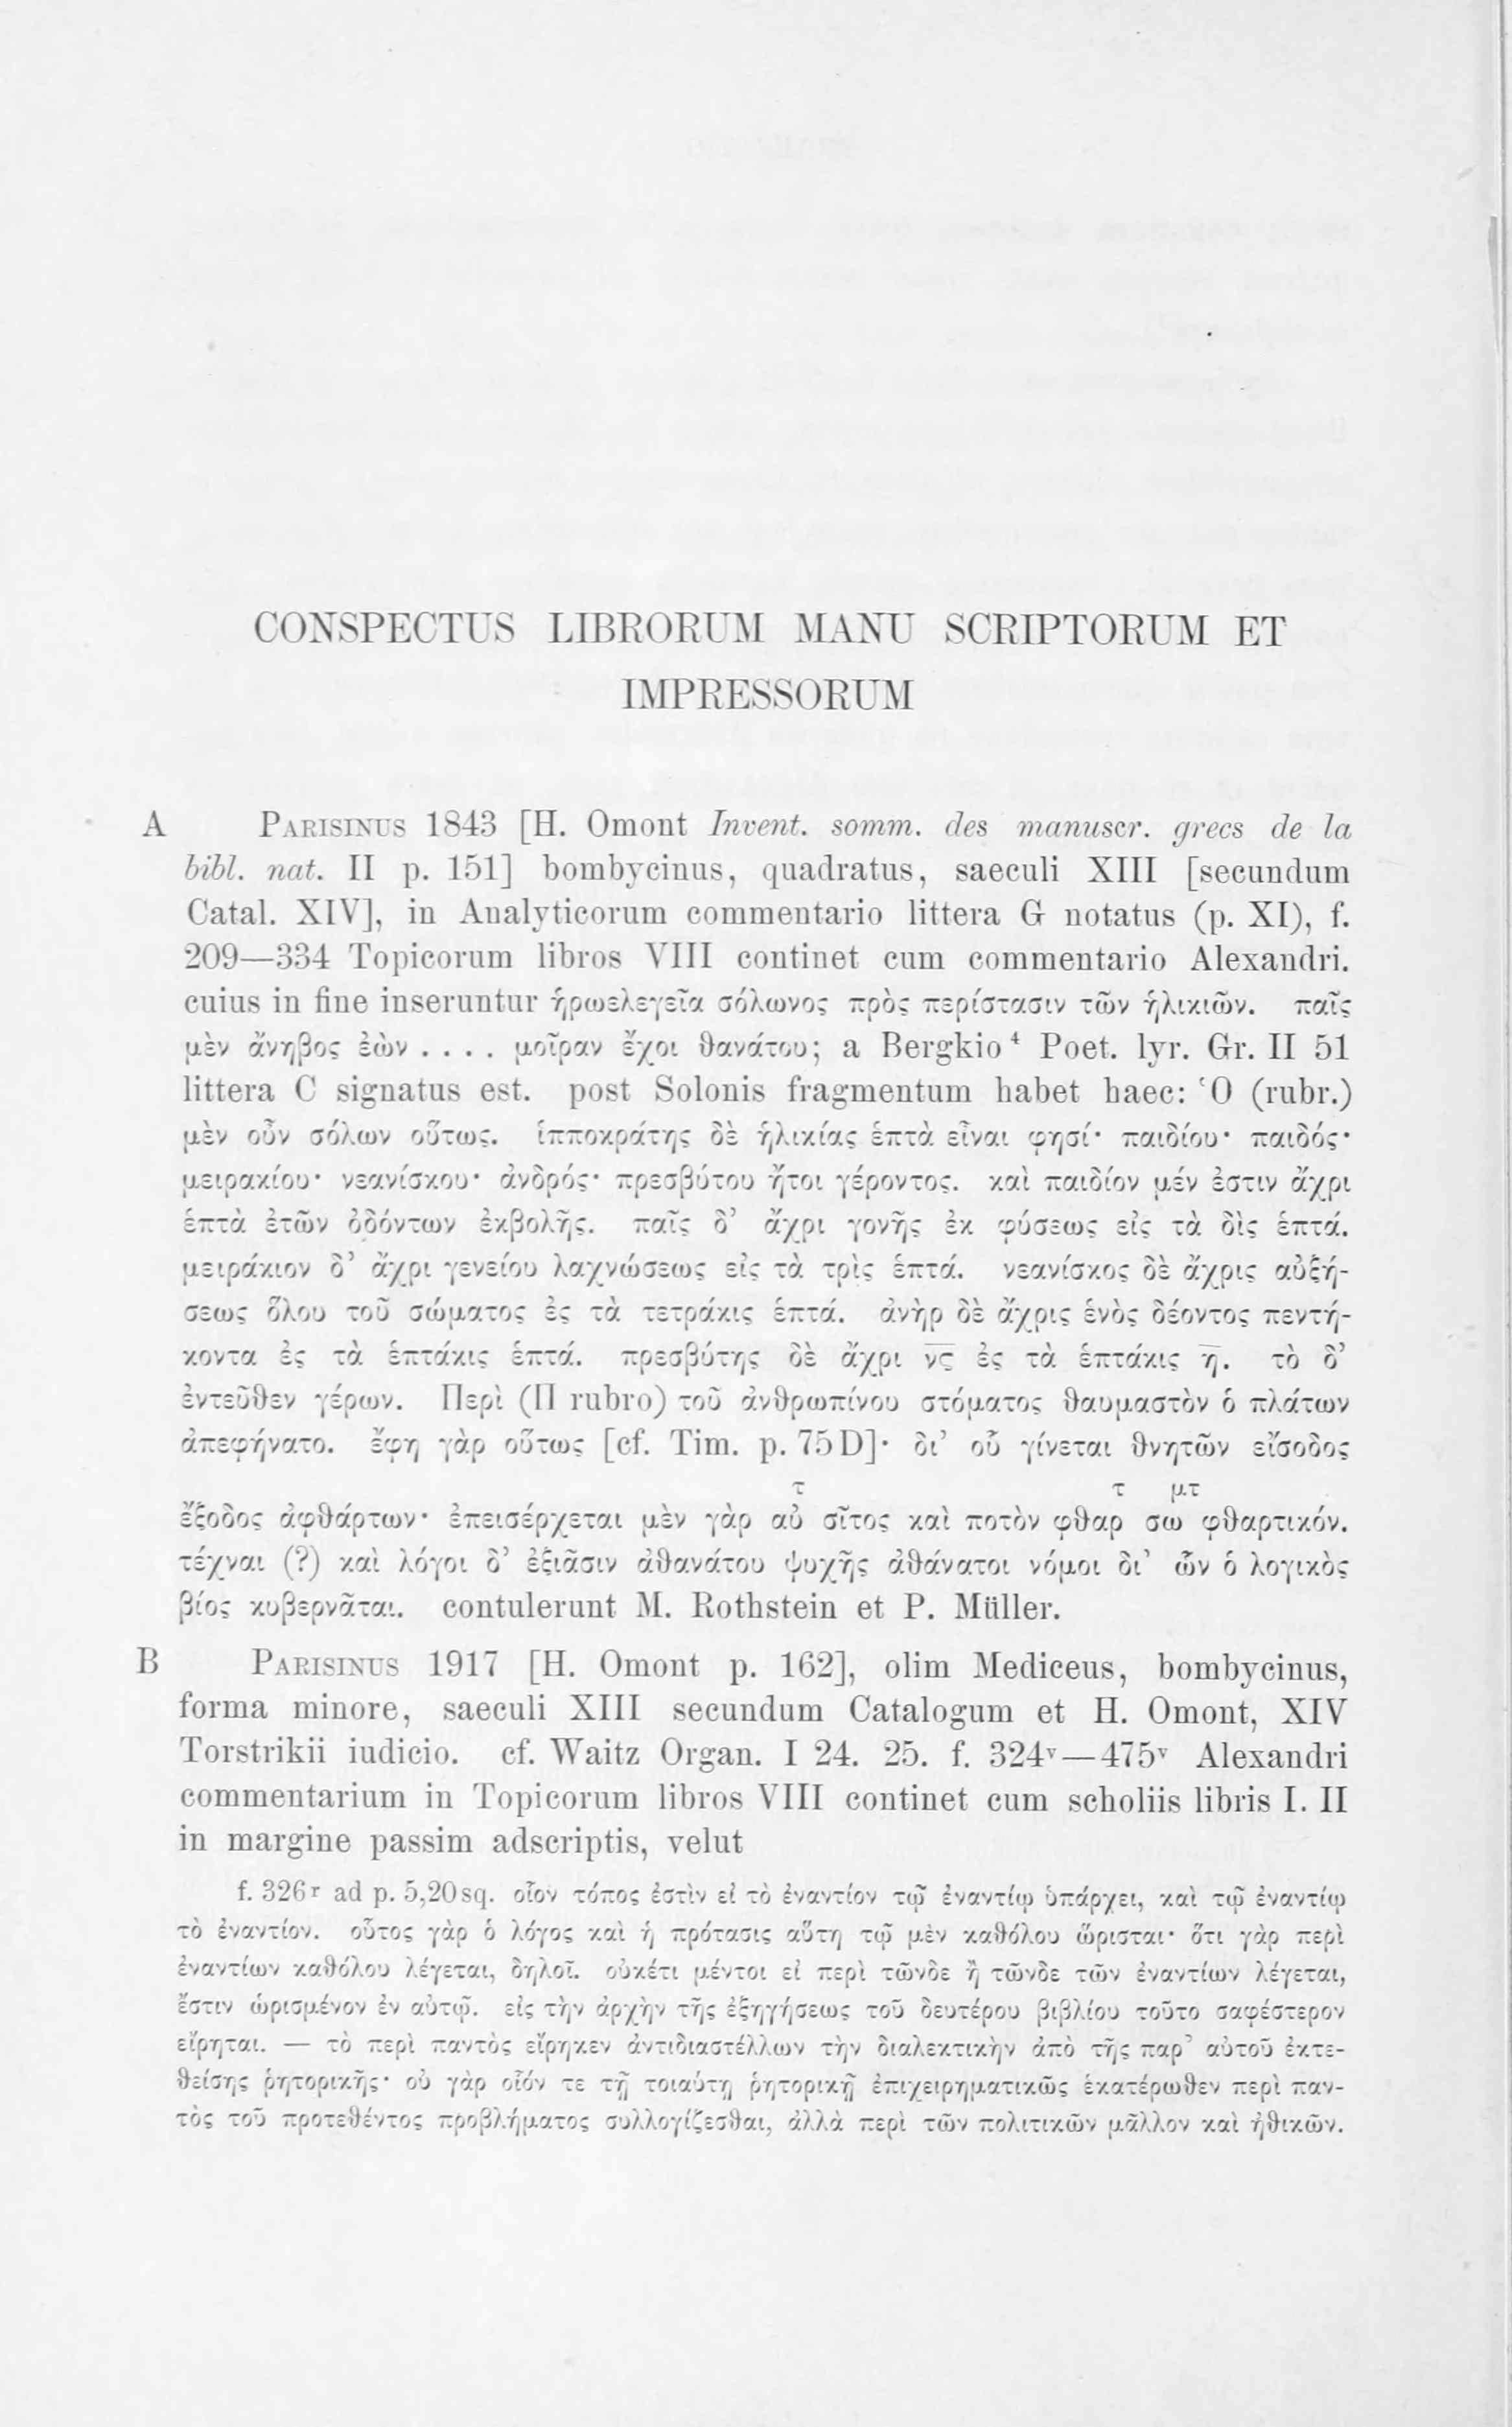 CONSPECTUS LIBRORUM MANU SCRIPTORUM ET
IMPRESSORUM
A PARISINUS 1843 [H. Omont Invent. somm. des manuscr. grecs de la
bibl. nat. II p. 151] bombycinus, quadratus, saeculi XIII [secundum
Catal. XIV], in Analyticorum commentario littera G notatus (p. XI), f.
209—334 Topicorum libros VIII continet cum commentario Alexandri.
cuius in fine inseruntur ἡρωελεγεῖα σόλωνος πρὸς περίστασιν τῶν ἡλικιῶν. παῖς
μὲν ἄνηβος ἐὼν . . . . μοῖραν ἔχοι θανάτου; a Bergkio⁴ Poet. lyr. Gr. II 51
littera C signatus est. post Solonis fragmentum habet haec: Ὁ (rubr.)
μὲν οὖν σόλων οὕτως. ἱπποκράτης δὲ ἡλικίας ἑπτὰ εἶναι φησί· παιδίου· παιδός·
μειρακίου· νεανίσκου· ἀνδρός· πρεσβύτου ἤτοι γέροντος. καὶ παιδίον μέν ἐστιν ἄχρι
ἑπτὰ ἐτῶν ὀδόντων ἐκβολῆς. παῖς δ’ ἄχρι γονῆς ἐκ φύσεως εἰς τὰ δὶς ἑπτά.
μειράκιον δ’ ἄχρι γενείου λαχνώσεως εἰς τὰ τρὶς ἑπτά. νεανίσκος δὲ ἄχρις αὐξή-
σεως ὅλου τοῦ σώματος ἐς τὰ τετράκις ἑπτά. ἀνὴρ δὲ ἄχρις ἑνὸς δέοντος πεντή-
κοντα ἐς τὰ ἑπτάκις ἑπτά. πρεσβύτης δὲ ἄχρι ν̅ς̅ ἐς τὰ ἑπτάκις η̅. τὸ δ’
ἐντεῦθεν γέρων. Περὶ (Π rubro) τοῦ ἀνθρωπίνου στόματος θαυμαστὸν ὁ πλάτων
ἀπεφήνατο. ἔφη γὰρ οὕτως [cf. Tim. p. 75 D]· δι’ οὗ γίνεται θνητῶν εἴσοδος
τ τ μτ
ἔξοδος ἀφθάρτων· ἐπεισέρχεται μὲν γὰρ αὐ σῖτος καὶ ποτὸν φθαρ σω φθαρτικόν.
τέχναι (?) καὶ λόγοι δ’ ἐξιᾶσιν ἀθανάτου ψυχῆς ἀθάνατοι νόμοι δι’ ὧν ὁ λογικὸς
βίος κυβερνᾶται. contulerunt M. Rothstein et P. Müller.
B PARISINUS 1917 [H. Omont p. 162], olim Mediceus, bombycinus,
forma minore, saeculi XIII secundum Catalogum et H. Omont, XIV
Torstrikii iudicio. cf. Waitz Organ. I 24. 25. f. 324ᵛ—475ᵛ Alexandri
commentarium in Topicorum libros VIII continet cum scholiis libris I. II
in margine passim adscriptis, velut
f. 326ʳ ad p. 5,20 sq. οἷον τόπος ἐστὶν εἰ τὸ ἐναντίον τῷ ἐναντίῳ ὑπάρχει, καὶ τῷ ἐναντίῳ
τὸ ἐναντίον. οὗτος γὰρ ὁ λόγος καὶ ἡ πρότασις αὕτη τῷ μὲν καθόλου ὥρισται· ὅτι γὰρ περὶ
ἐναντίων καθόλου λέγεται, δηλοῖ. οὐκέτι μέντοι εἰ περὶ τῶνδε ἢ τῶνδε τῶν ἐναντίων λέγεται,
ἔστιν ὡρισμένον ἐν αὐτῷ. εἰς τὴν ἀρχὴν τῆς ἐξηγήσεως τοῦ δευτέρου βιβλίου τοῦτο σαφέστερον
εἴρηται. — τὸ περὶ παντὸς εἴρηκεν ἀντιδιαστέλλων τὴν διαλεκτικὴν ἀπὸ τῆς παρ’ αὐτοῦ ἐκτε-
θείσης ῥητορικῆς· οὐ γὰρ οἷόν τε τῇ τοιαύτῃ ῥητορικῇ ἐπιχειρηματικῶς ἑκατέρωθεν περὶ παν-
τὸς τοῦ προτεθέντος προβλήματος συλλογίζεσθαι, ἀλλὰ περὶ τῶν πολιτικῶν μᾶλλον καὶ ἠθικῶν.